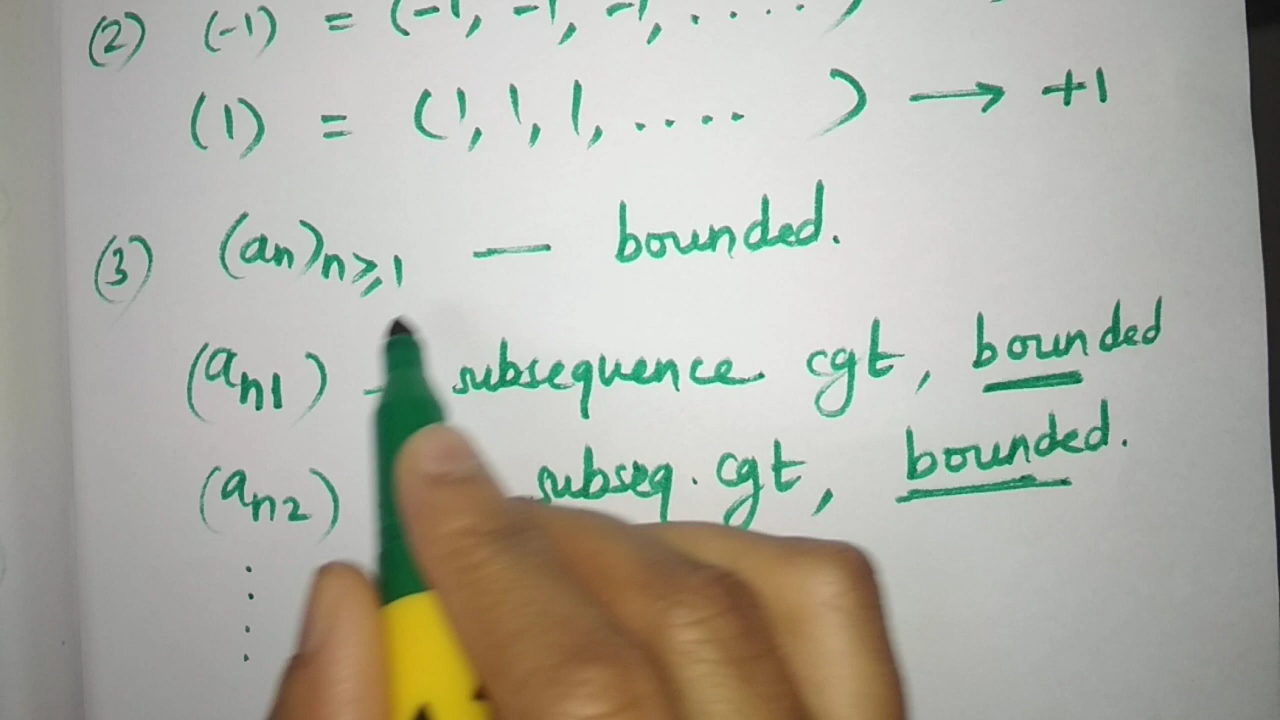 (2) (-1) = (-1, -1, -1, . . . . )
(1) = (1, 1, 1, .... ) → +1
(3) (an)n≥1 — bounded.
(an1) — subsequence cgt, bounded
(an2) subseq. cgt, bounded.